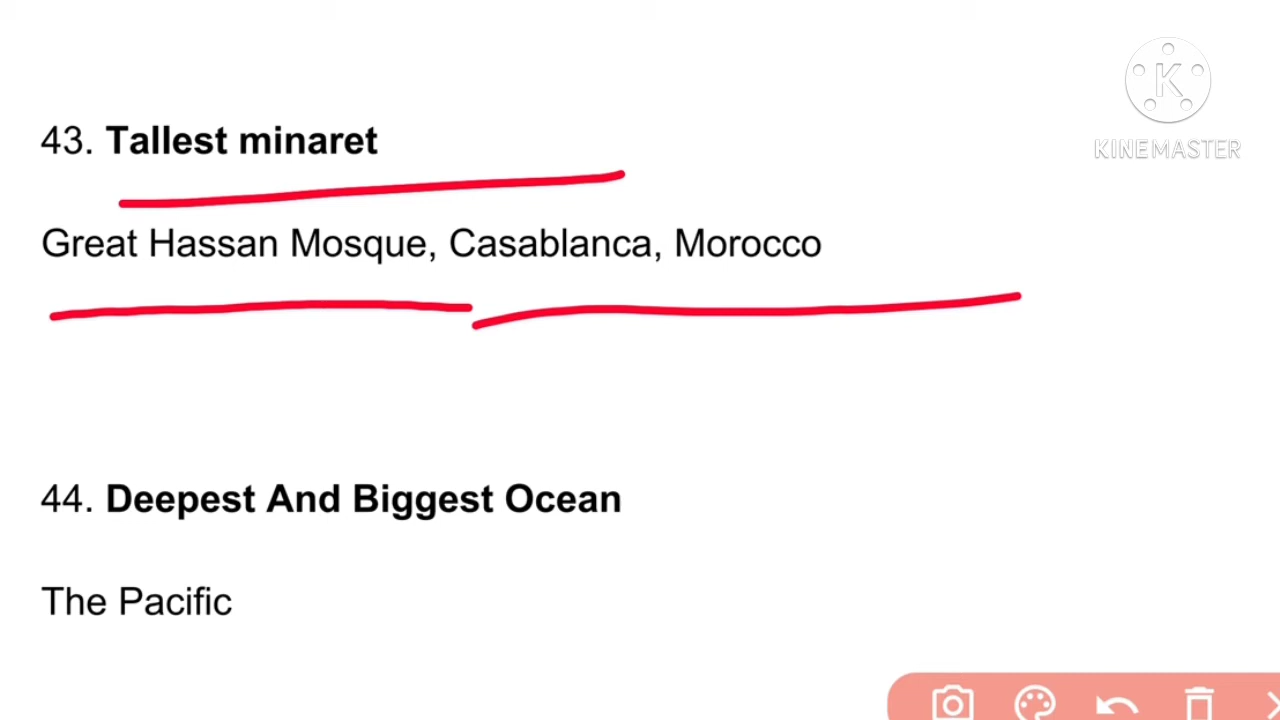 K
KINEMASTER
43. Tallest minaret
Great Hassan Mosque, Casablanca, Morocco
44. Deepest And Biggest Ocean
The Pacific